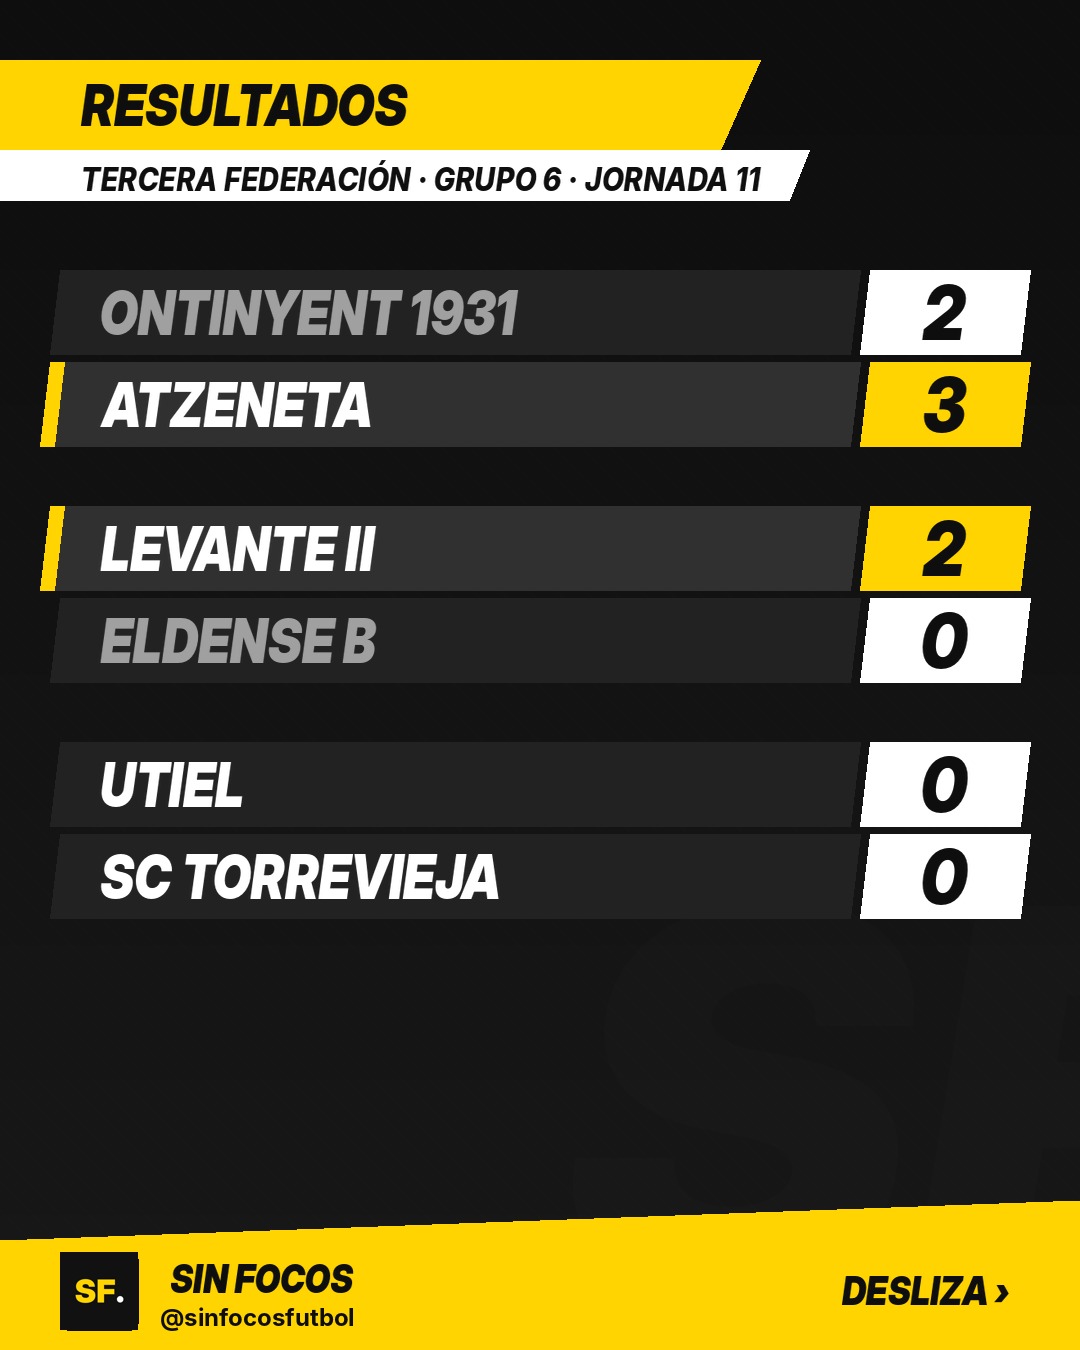 RESULTADOS
TERCERA FEDERACIÓN · GRUPO 6 · JORNADA 11
ONTINYENT 1931 2
ATZENETA 3
LEVANTE II 2
ELDENSE B 0
UTIEL 0
SC TORREVIEJA 0
SF
SF.
SIN FOCOS
@sinfocosfutbol
DESLIZA ›